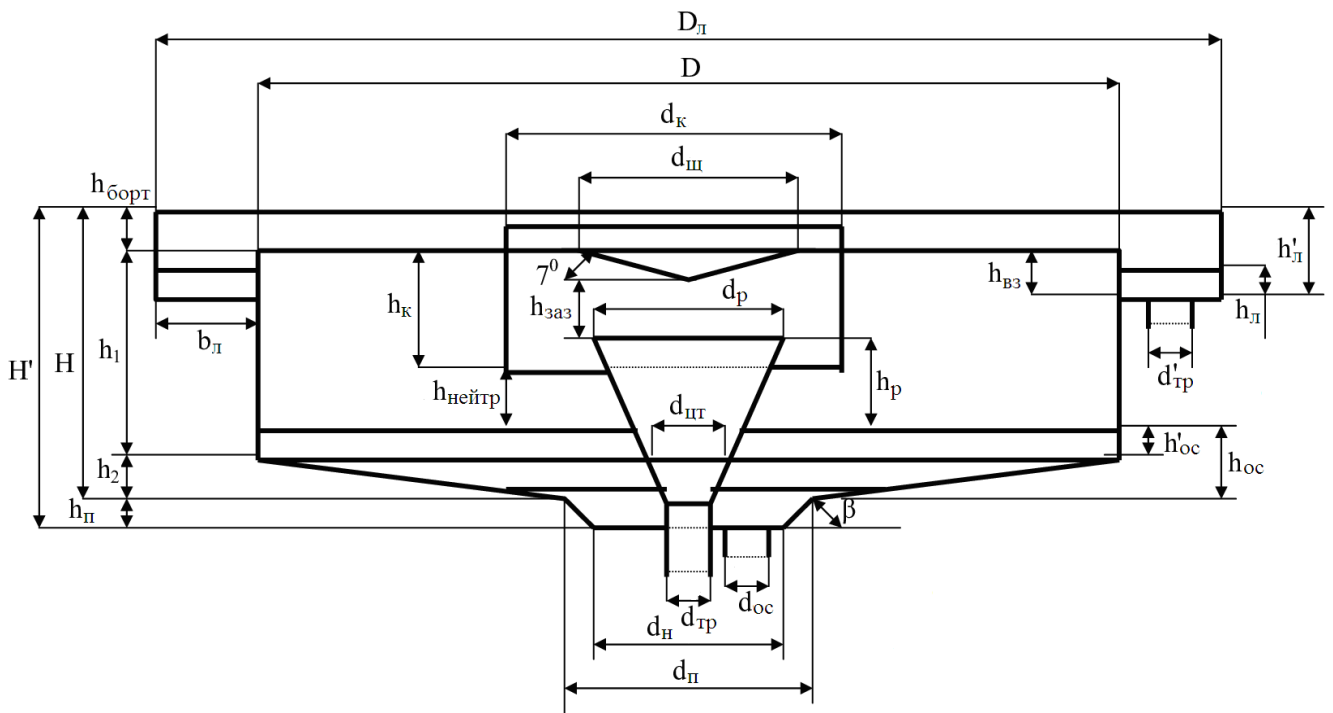 Dл
D
dк
dщ
hборт
h'л
7⁰
hвз
dр
hк
hзаз
hл
bл
h1
H
H'
hр
d'тр
hнейтр
dцт
h'ос
h2
hос
hп
β
dтр
dос
dн
dп